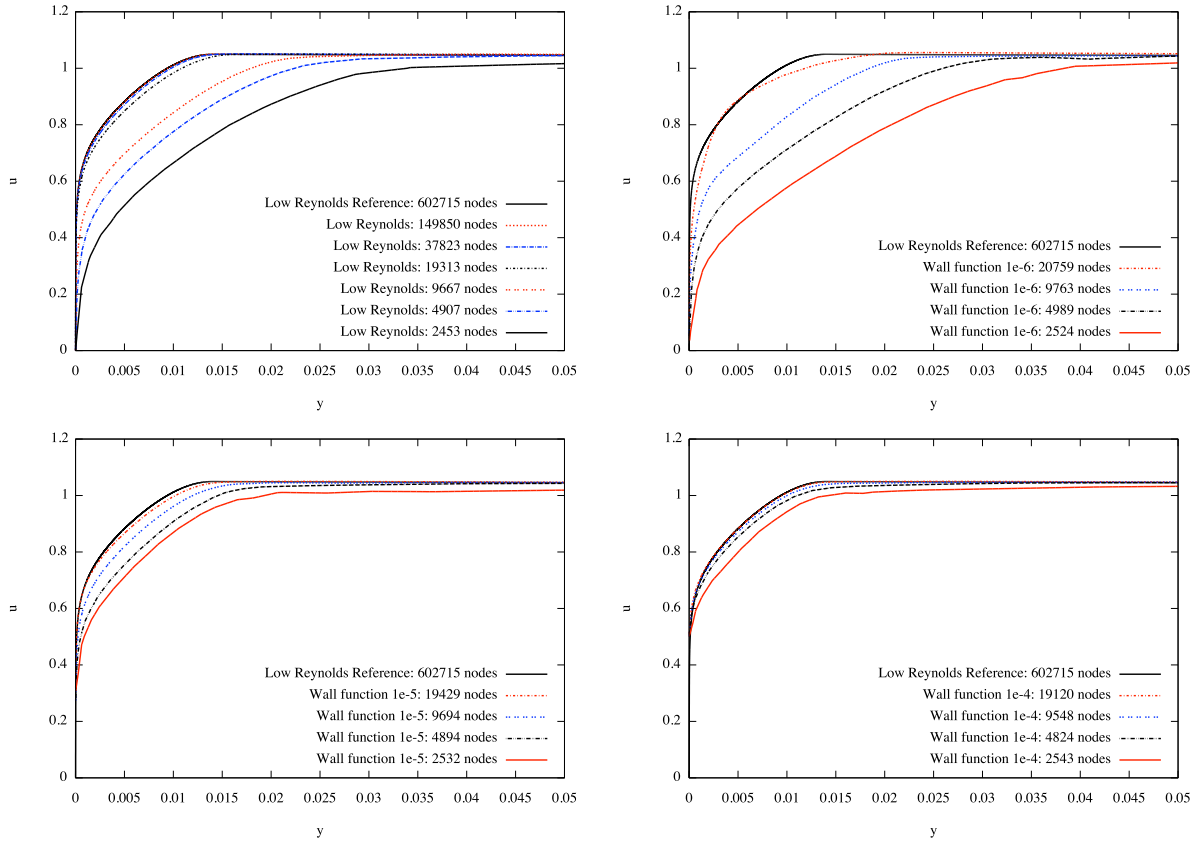 1.2
1
0.8
0.6
0.4
0.2
0
u
Low Reynolds Reference: 602715 nodes
Low Reynolds: 149850 nodes
Low Reynolds: 37823 nodes
Low Reynolds: 19313 nodes
Low Reynolds: 9667 nodes
Low Reynolds: 4907 nodes
Low Reynolds: 2453 nodes
0 0.005 0.01 0.015 0.02 0.025 0.03 0.035 0.04 0.045 0.05
y
1.2
1
0.8
0.6
0.4
0.2
0
u
Low Reynolds Reference: 602715 nodes
Wall function 1e-6: 20759 nodes
Wall function 1e-6: 9763 nodes
Wall function 1e-6: 4989 nodes
Wall function 1e-6: 2524 nodes
0 0.005 0.01 0.015 0.02 0.025 0.03 0.035 0.04 0.045 0.05
y
1.2
1
0.8
0.6
0.4
0.2
0
u
Low Reynolds Reference: 602715 nodes
Wall function 1e-5: 19429 nodes
Wall function 1e-5: 9694 nodes
Wall function 1e-5: 4894 nodes
Wall function 1e-5: 2532 nodes
0 0.005 0.01 0.015 0.02 0.025 0.03 0.035 0.04 0.045 0.05
y
1.2
1
0.8
0.6
0.4
0.2
0
u
Low Reynolds Reference: 602715 nodes
Wall function 1e-4: 19120 nodes
Wall function 1e-4: 9548 nodes
Wall function 1e-4: 4824 nodes
Wall function 1e-4: 2543 nodes
0 0.005 0.01 0.015 0.02 0.025 0.03 0.035 0.04 0.045 0.05
y